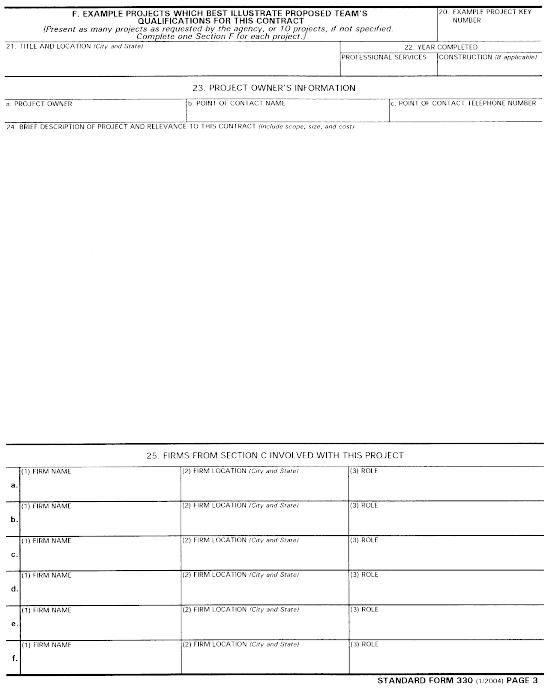 F. EXAMPLE PROJECTS WHICH BEST ILLUSTRATE PROPOSED TEAM'S
QUALIFICATIONS FOR THIS CONTRACT
(Present as many projects as requested by the agency, or 10 projects, if not specified.
Complete one Section F for each project.)
20. EXAMPLE PROJECT KEY
NUMBER
21. TITLE AND LOCATION (City and State)
22. YEAR COMPLETED
PROFESSIONAL SERVICES
CONSTRUCTION (If applicable)
23. PROJECT OWNER'S INFORMATION
a. PROJECT OWNER
b. POINT OF CONTACT NAME
c. POINT OF CONTACT TELEPHONE NUMBER
24. BRIEF DESCRIPTION OF PROJECT AND RELEVANCE TO THIS CONTRACT (Include scope, size, and cost)
25. FIRMS FROM SECTION C INVOLVED WITH THIS PROJECT
a.
(1) FIRM NAME
(2) FIRM LOCATION (City and State)
(3) ROLE
b.
(1) FIRM NAME
(2) FIRM LOCATION (City and State)
(3) ROLE
c.
(1) FIRM NAME
(2) FIRM LOCATION (City and State)
(3) ROLE
d.
(1) FIRM NAME
(2) FIRM LOCATION (City and State)
(3) ROLE
e.
(1) FIRM NAME
(2) FIRM LOCATION (City and State)
(3) ROLE
f.
(1) FIRM NAME
(2) FIRM LOCATION (City and State)
(3) ROLE
STANDARD FORM 330 (1/2004) PAGE 3